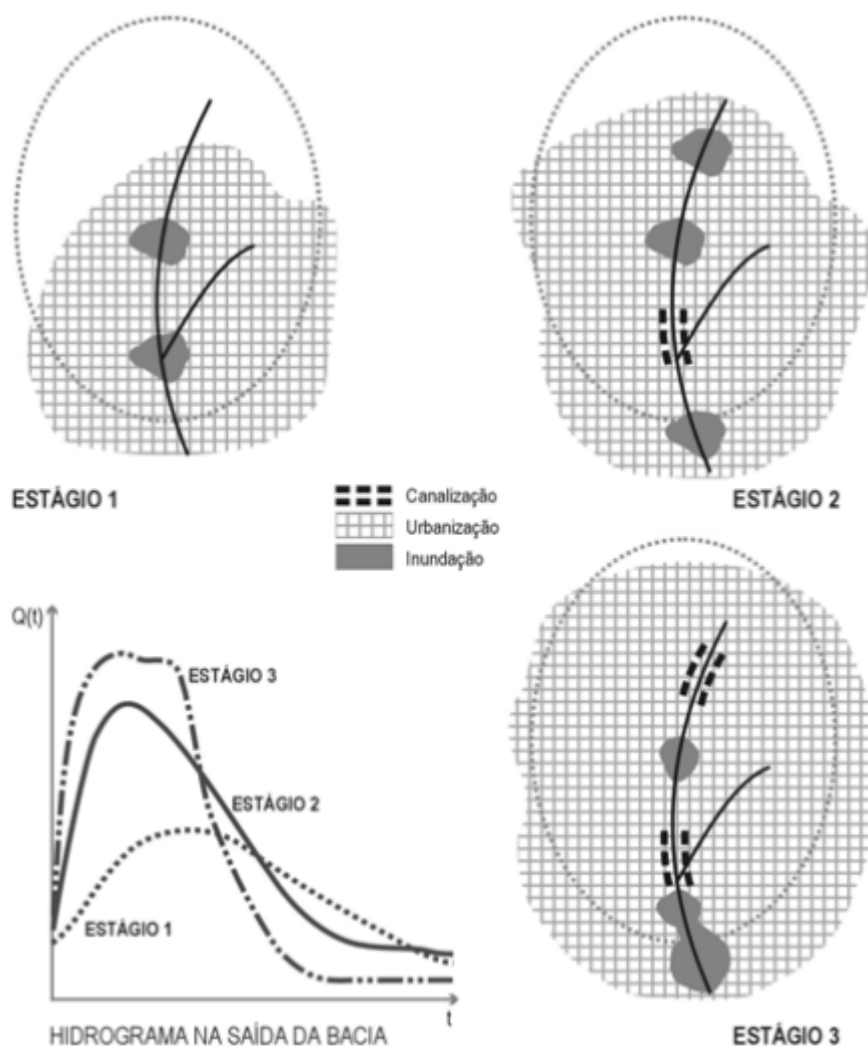 ESTÁGIO 1
ESTÁGIO 2
Canalização
Urbanização
Inundação
Q(t)
ESTÁGIO 3
ESTÁGIO 2
ESTÁGIO 1
t
HIDROGRAMA NA SAÍDA DA BACIA
ESTÁGIO 3